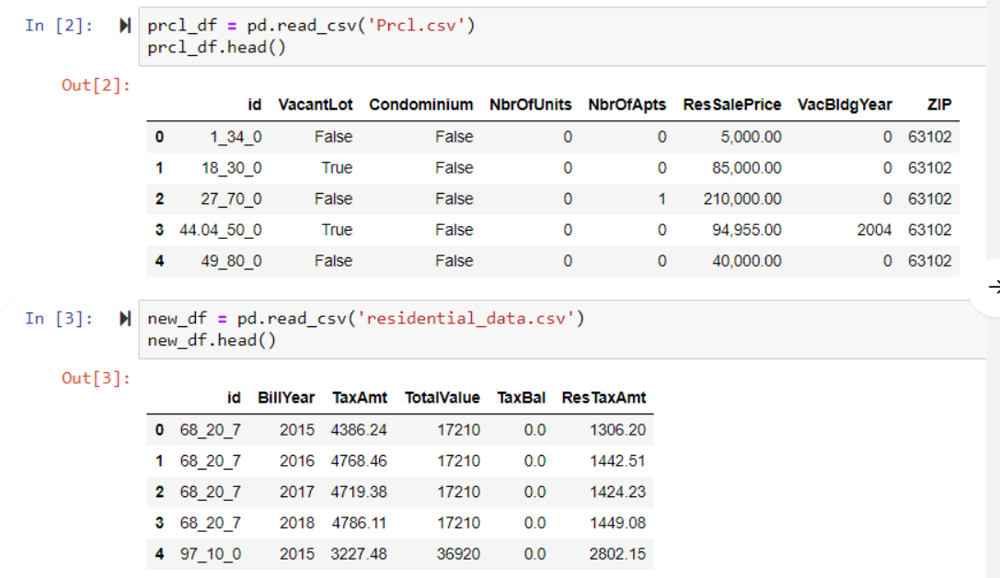 In [2]: prcl_df = pd.read_csv('Prcl.csv')
prcl_df.head()
Out[2]:
id VacantLot Condominium NbrOfUnits NbrOfApts ResSalePrice VacBldgYear ZIP
0 1_34_0 False False 0 0 5,000.00 0 63102
1 18_30_0 True False 0 0 85,000.00 0 63102
2 27_70_0 False False 0 1 210,000.00 0 63102
3 44.04_50_0 True False 0 0 94,955.00 2004 63102
4 49_80_0 False False 0 0 40,000.00 0 63102
In [3]: new_df = pd.read_csv('residential_data.csv')
new_df.head()
Out[3]:
id BillYear TaxAmt TotalValue TaxBal ResTaxAmt
0 68_20_7 2015 4386.24 17210 0.0 1306.20
1 68_20_7 2016 4768.46 17210 0.0 1442.51
2 68_20_7 2017 4719.38 17210 0.0 1424.23
3 68_20_7 2018 4786.11 17210 0.0 1449.08
4 97_10_0 2015 3227.48 36920 0.0 2802.15